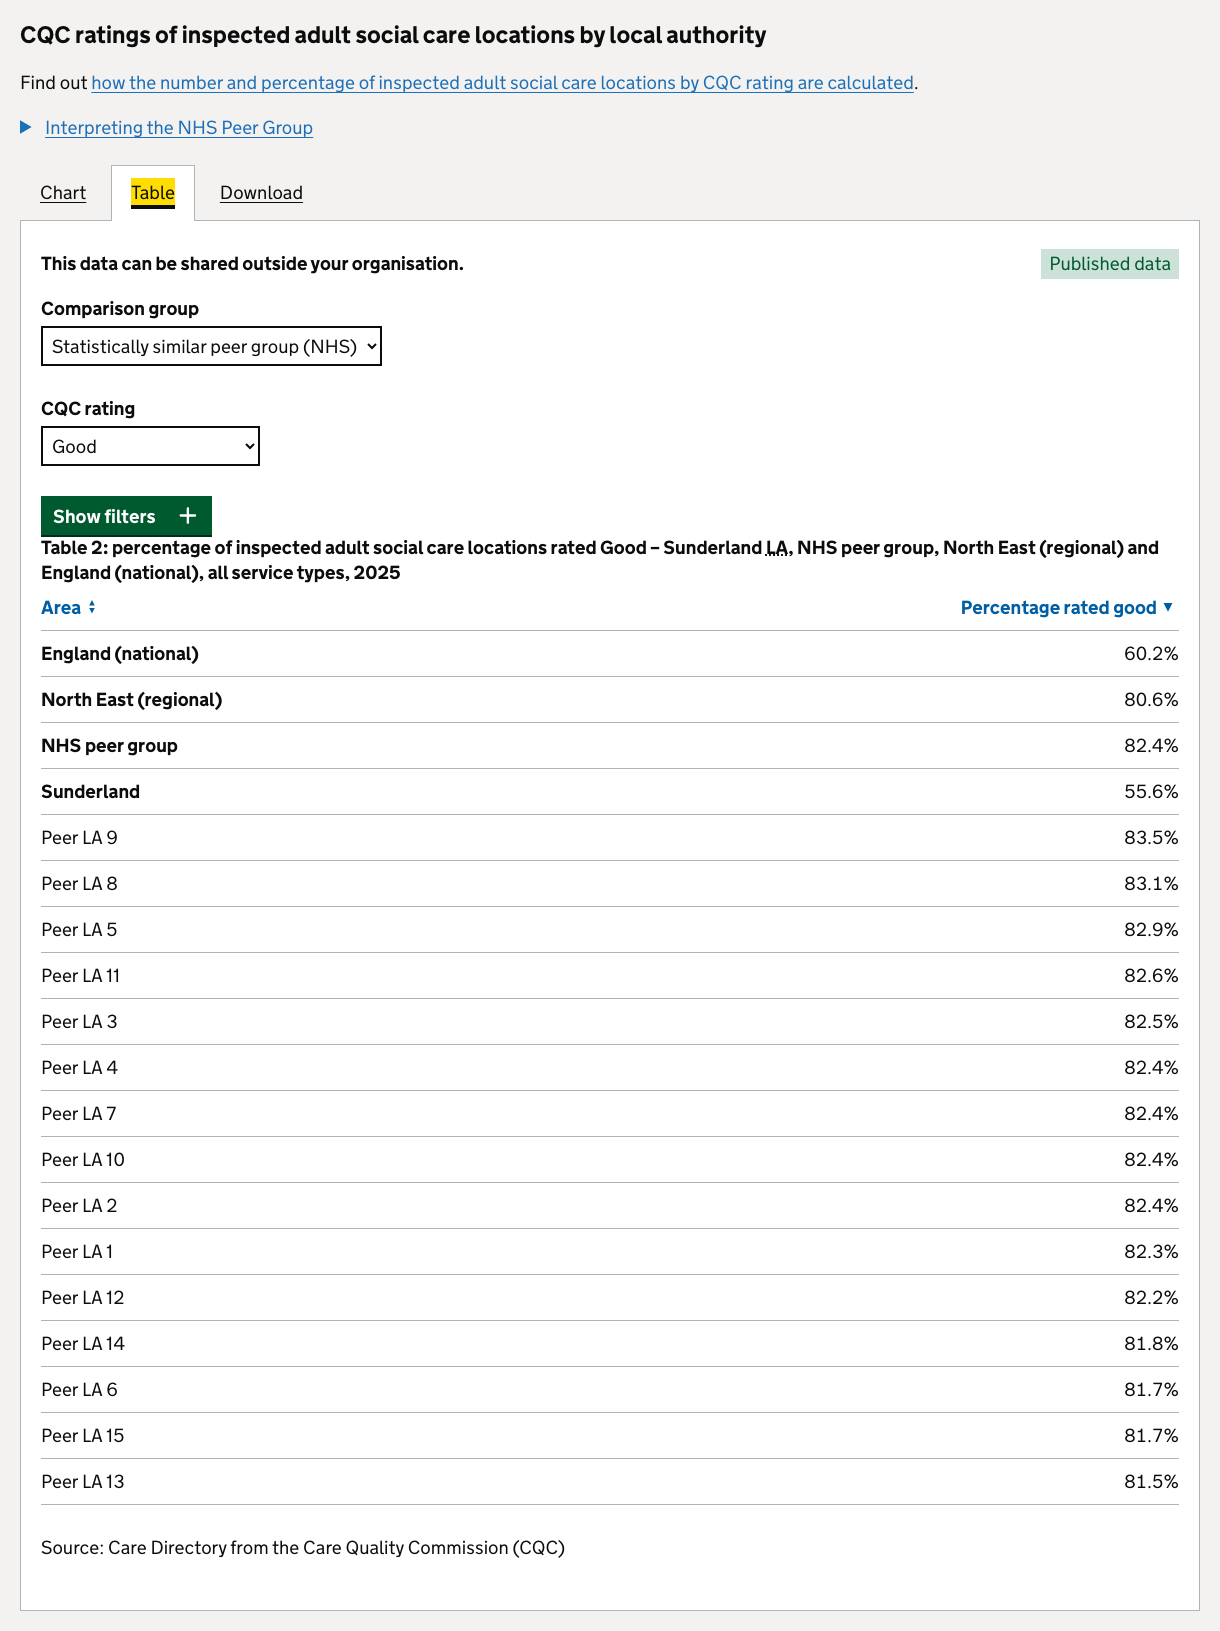 CQC ratings of inspected adult social care locations by local authority
Find out how the number and percentage of inspected adult social care locations by CQC rating are calculated.
Interpreting the NHS Peer Group
Chart Table Download
This data can be shared outside your organisation. Published data
Comparison group
Statistically similar peer group (NHS)
CQC rating
Good
Show filters +
Table 2: percentage of inspected adult social care locations rated Good – Sunderland LA, NHS peer group, North East (regional) and
England (national), all service types, 2025
Area Percentage rated good
England (national) 60.2%
North East (regional) 80.6%
NHS peer group 82.4%
Sunderland 55.6%
Peer LA 9 83.5%
Peer LA 8 83.1%
Peer LA 5 82.9%
Peer LA 11 82.6%
Peer LA 3 82.5%
Peer LA 4 82.4%
Peer LA 7 82.4%
Peer LA 10 82.4%
Peer LA 2 82.4%
Peer LA 1 82.3%
Peer LA 12 82.2%
Peer LA 14 81.8%
Peer LA 6 81.7%
Peer LA 15 81.7%
Peer LA 13 81.5%
Source: Care Directory from the Care Quality Commission (CQC)